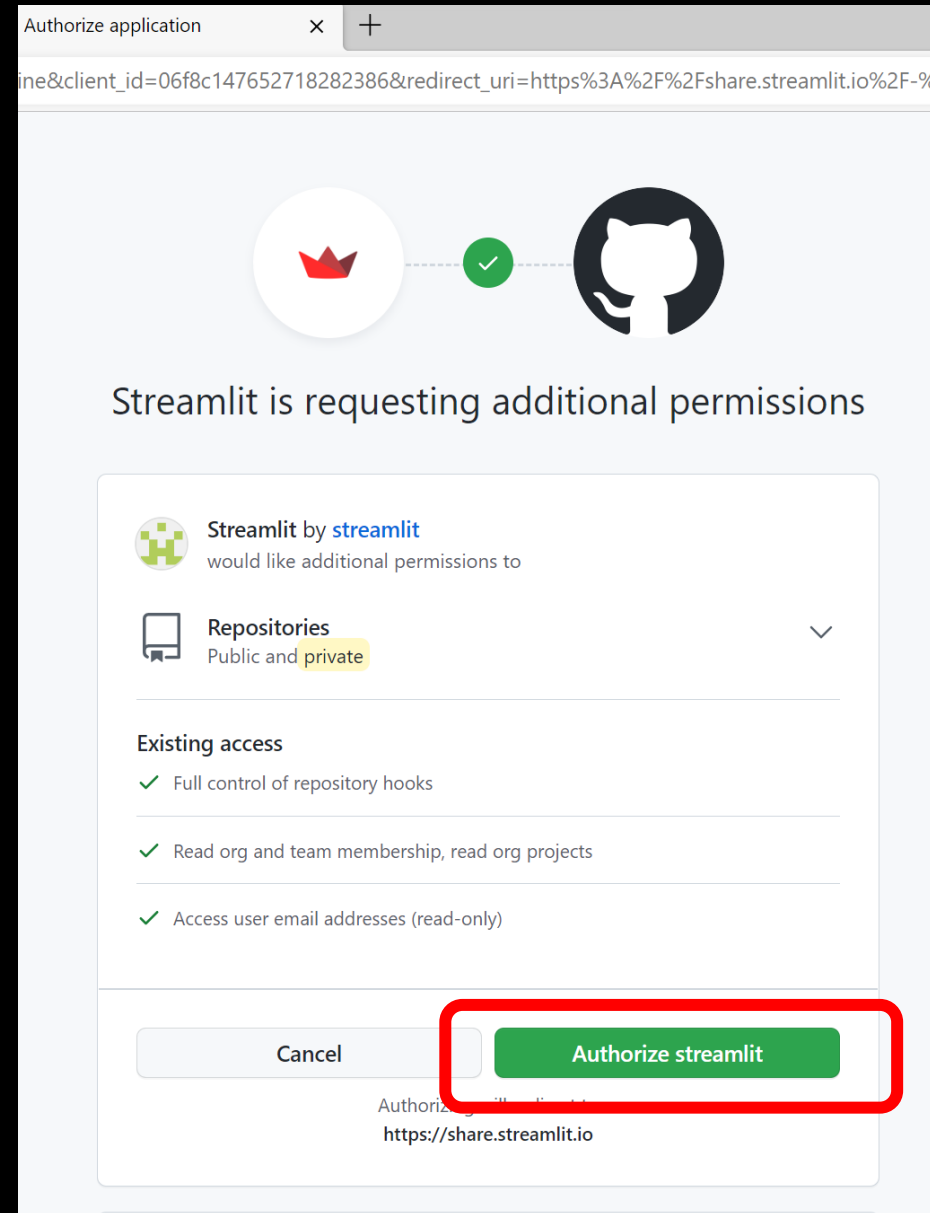 Authorize application
ine&client_id=06f8c147652718282386&redirect_uri=https%3A%2F%2Fshare.streamlit.io%2F-%
Streamlit is requesting additional permissions
Streamlit by streamlit
would like additional permissions to
Repositories
Public and private
Existing access
Full control of repository hooks
Read org and team membership, read org projects
Access user email addresses (read-only)
Cancel
Authorize streamlit
https://share.streamlit.io